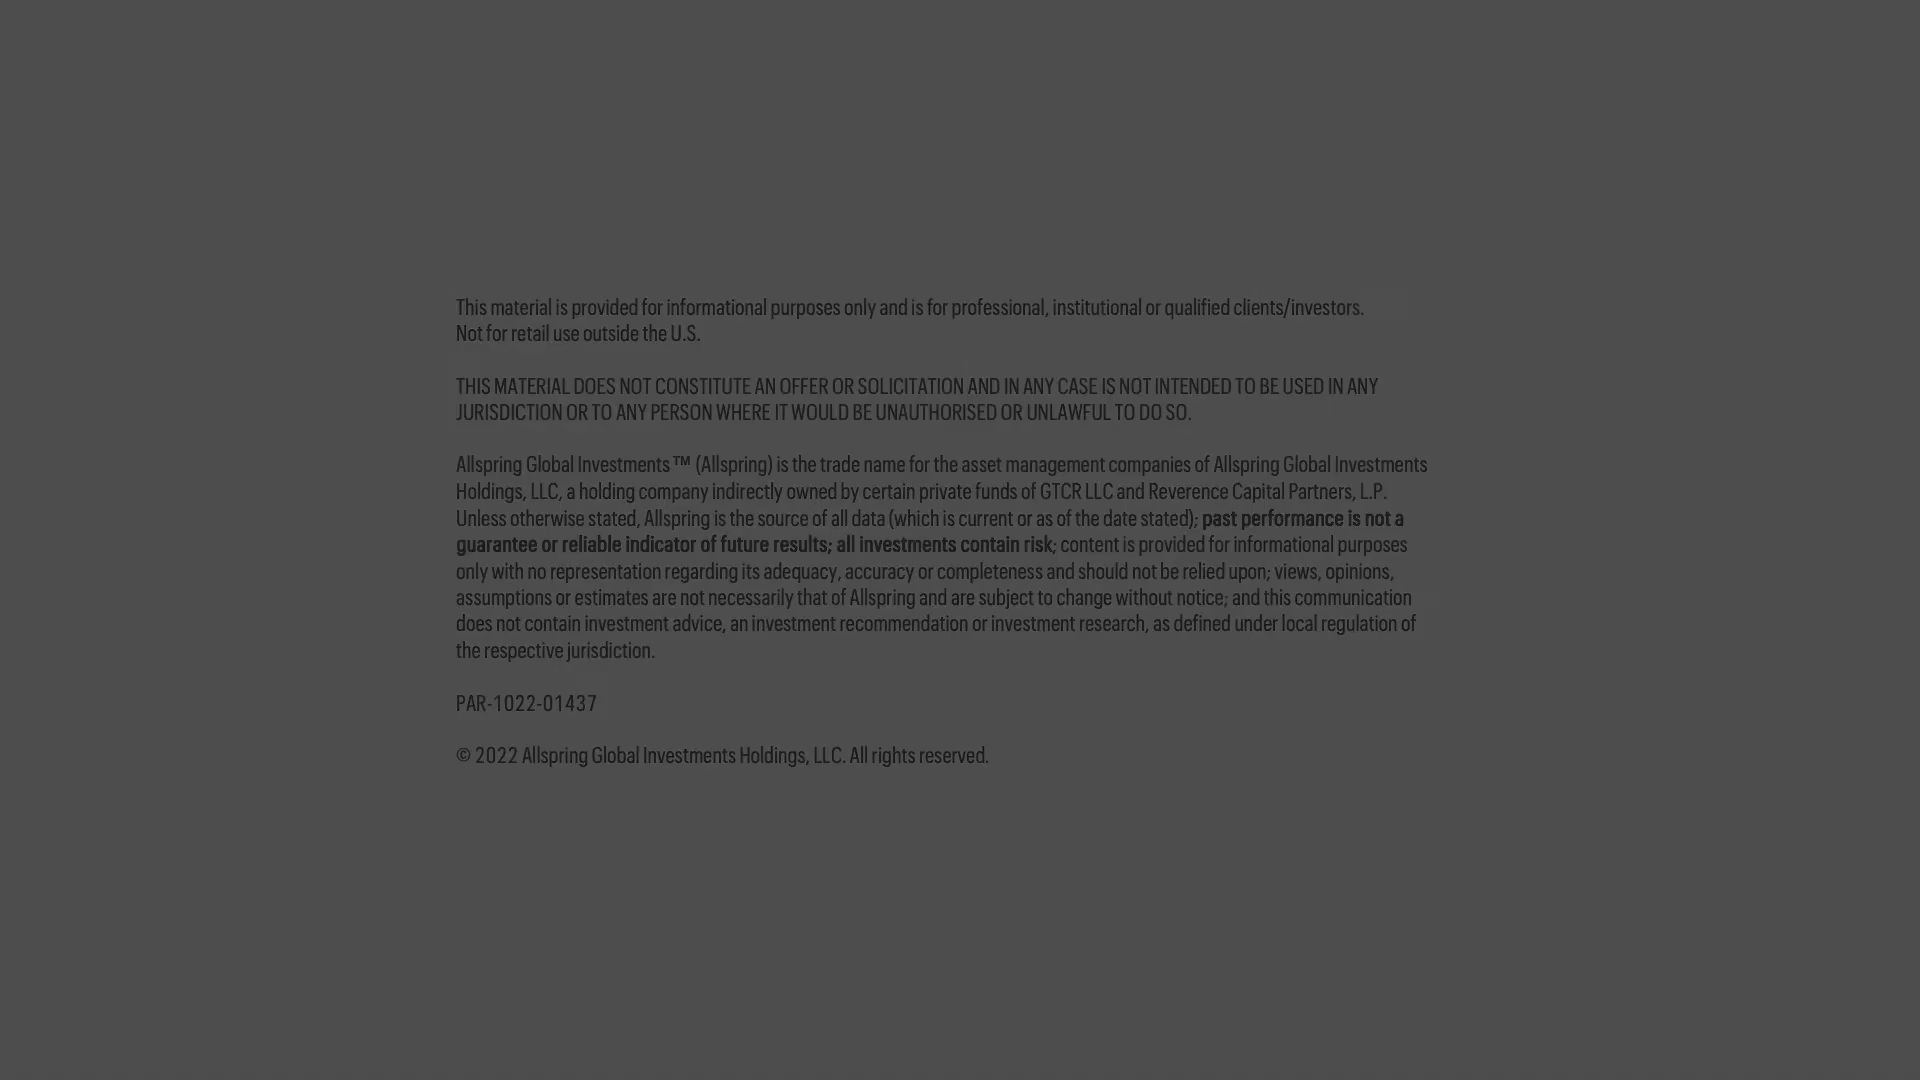 This material is provided for informational purposes only and is for professional, institutional or qualified clients/investors.
Not for retail use outside the U.S.
THIS MATERIAL DOES NOT CONSTITUTE AN OFFER OR SOLICITATION AND IN ANY CASE IS NOT INTENDED TO BE USED IN ANY
JURISDICTION OR TO ANY PERSON WHERE IT WOULD BE UNAUTHORISED OR UNLAWFUL TO DO SO.
Allspring Global Investments™ (Allspring) is the trade name for the asset management companies of Allspring Global Investments
Holdings, LLC, a holding company indirectly owned by certain private funds of GTCR LLC and Reverence Capital Partners, L.P.
Unless otherwise stated, Allspring is the source of all data (which is current or as of the date stated); past performance is not a
guarantee or reliable indicator of future results; all investments contain risk; content is provided for informational purposes
only with no representation regarding its adequacy, accuracy or completeness and should not be relied upon; views, opinions,
assumptions or estimates are not necessarily that of Allspring and are subject to change without notice; and this communication
does not contain investment advice, an investment recommendation or investment research, as defined under local regulation of
the respective jurisdiction.
PAR-1022-01437
© 2022 Allspring Global Investments Holdings, LLC. All rights reserved.